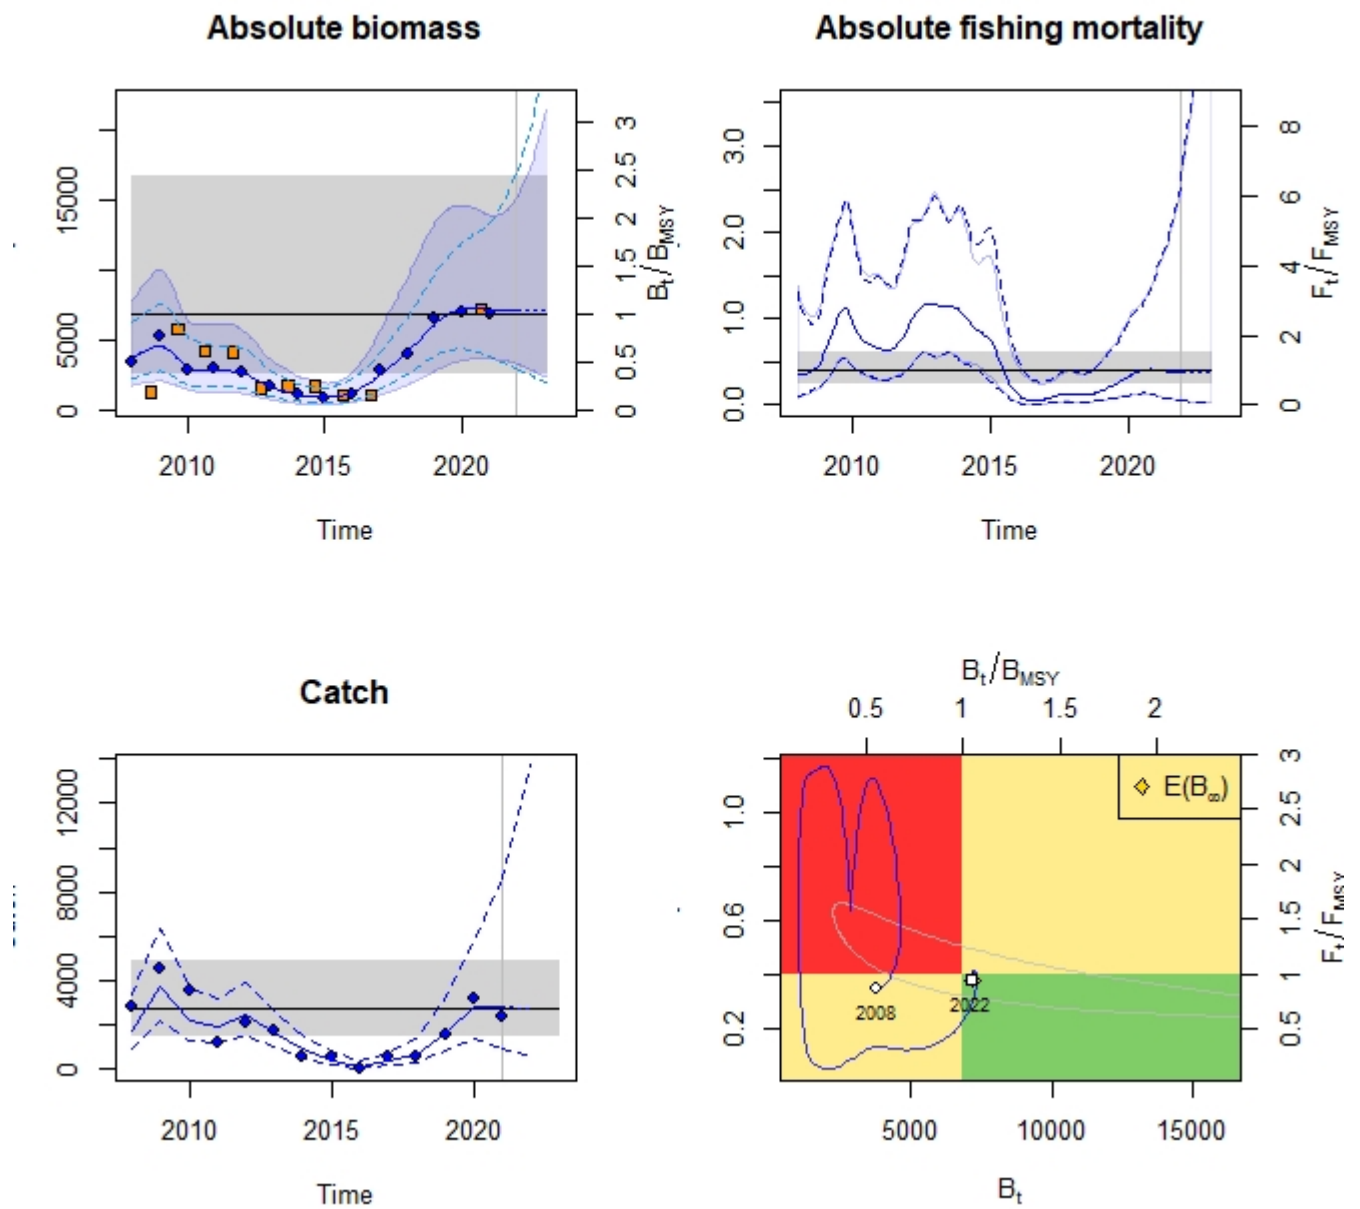 Absolute biomass
0 5000 15000
0 0.5 1 1.5 2 2.5 3
Bt/BMSY
2010 2015 2020
Time
Absolute fishing mortality
0.0 1.0 2.0 3.0
0 2 4 6 8
Ft/FMSY
2010 2015 2020
Time
Catch
0 4000 8000 12000
2010 2015 2020
Time
Bt/BMSY
0.5 1 1.5 2
0.2 0.6 1.0
0.5 1 1.5 2 2.5 3
Ft/FMSY
E(B∞)
2008
2022
5000 10000 15000
Bt